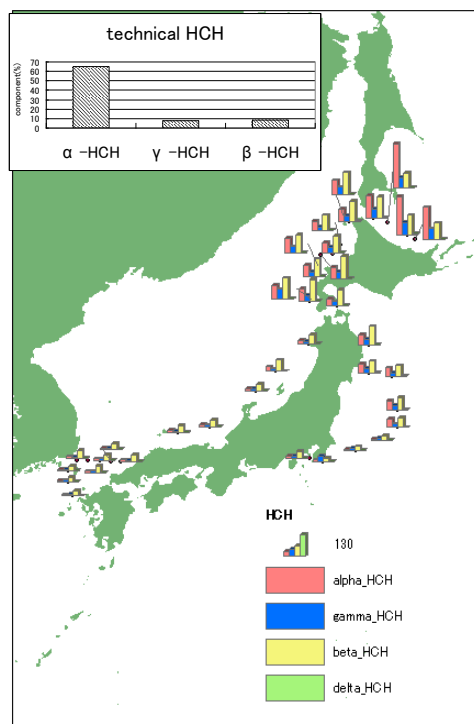 technical HCH
component(%)
70
60
50
40
30
20
10
0
α -HCH γ -HCH β -HCH
HCH
130
alpha_HCH
gamma_HCH
beta_HCH
delta_HCH